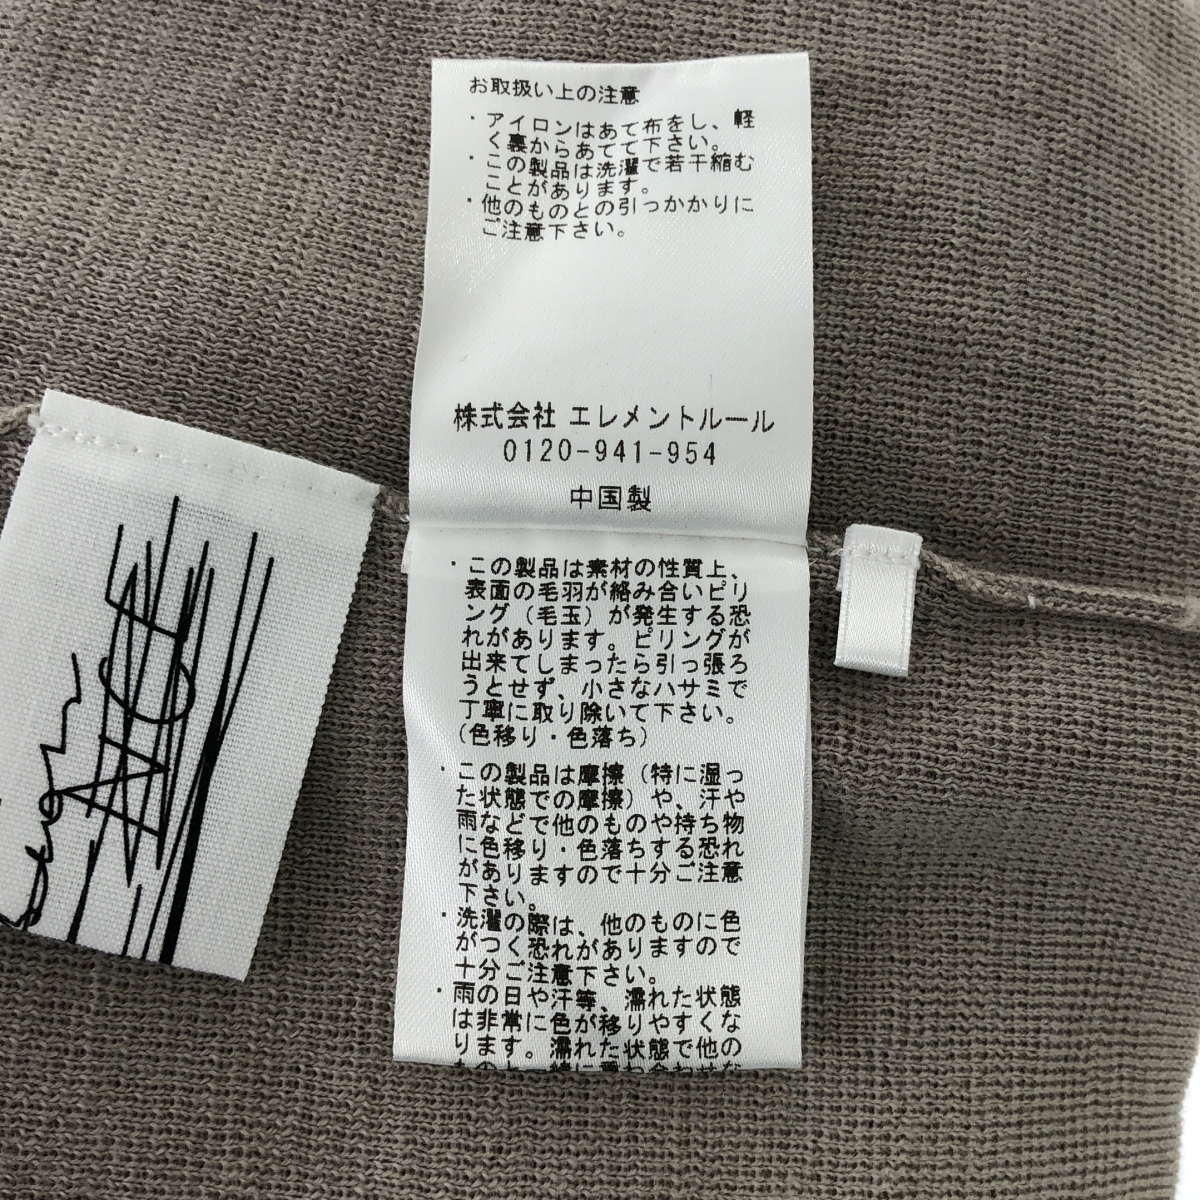 お取扱い上の注意
・アイロンはあて布をし、軽
く裏からあてて下さい。
・この製品は洗濯で若干縮む
ことがあります。
・他のものとの引っかかりに
ご注意下さい。
株式会社 エレメントルール
0120-941-954
中国製
・この製品は素材の性質上、
表面の毛羽が絡み合いピリ
ング（毛玉）が発生する恐
れがあります。ピリングが
出来てしまったら引っ張ろ
うとせず、小さなハサミで
丁寧に取り除いて下さい。
（色移り・色落ち）
・この製品は摩擦（特に湿っ
た状態での摩擦）や、汗や
雨などで他のものや持ち物
に色移り・色落ちする恐れ
がありますので十分ご注意
下さい。
・洗濯の際は、他のものに色
がつく恐れがありますので
十分ご注意下さい。
・雨の日や汗等、濡れた状態
は非常に色が移りやすくな
ります。濡れた状態で他の
ものと一緒に重ね合わせな